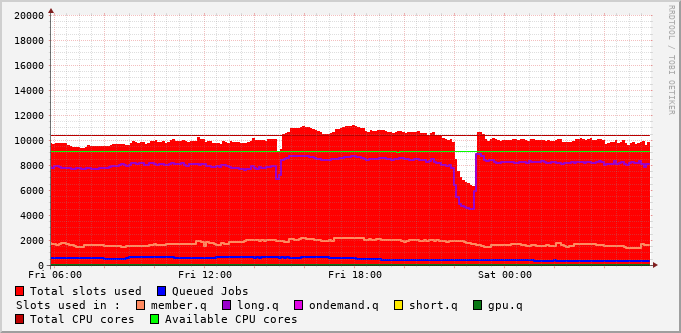 20000
18000
16000
14000
12000
10000
8000
6000
4000
2000
0
Fri 06:00 Fri 12:00 Fri 18:00 Sat 00:00
Total slots used Queued Jobs
Slots used in : member.q long.q ondemand.q short.q gpu.q
Total CPU cores Available CPU cores
RRDTOOL / TOBI OETIKER